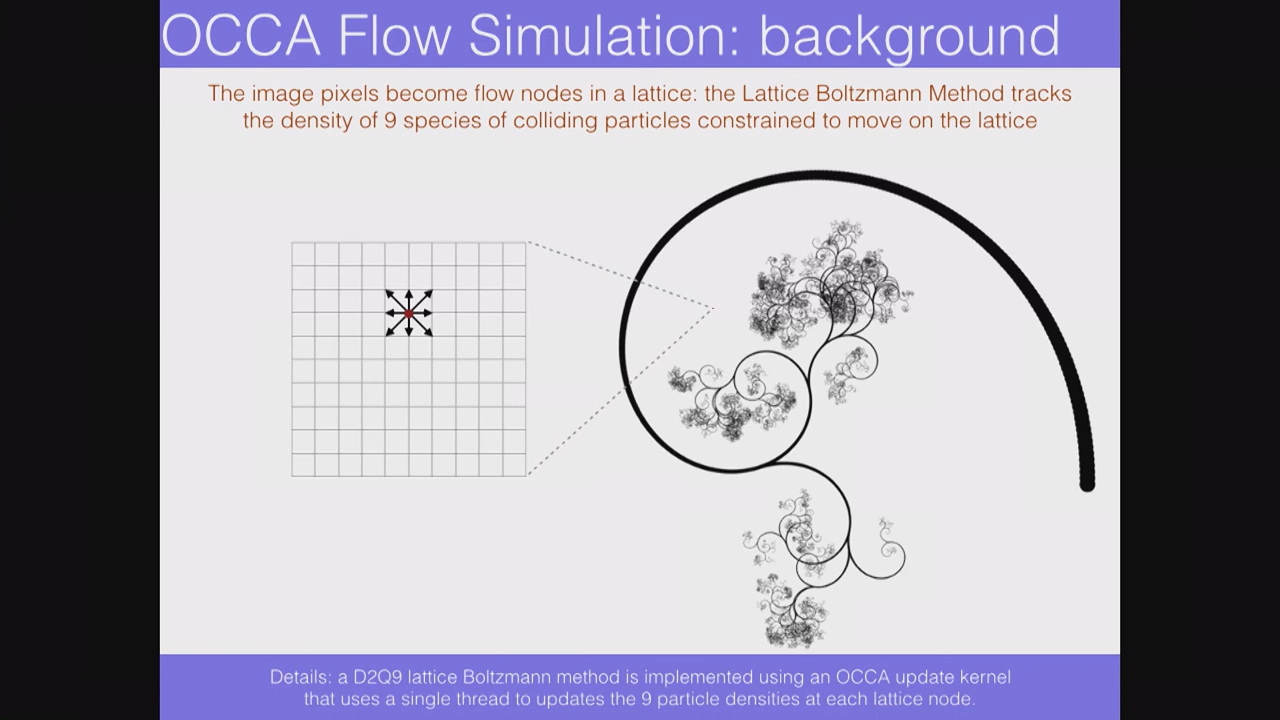 OCCA Flow Simulation: background
The image pixels become flow nodes in a lattice: the Lattice Boltzmann Method tracks
the density of 9 species of colliding particles constrained to move on the lattice
Details: a D2Q9 lattice Boltzmann method is implemented using an OCCA update kernel
that uses a single thread to updates the 9 particle densities at each lattice node.